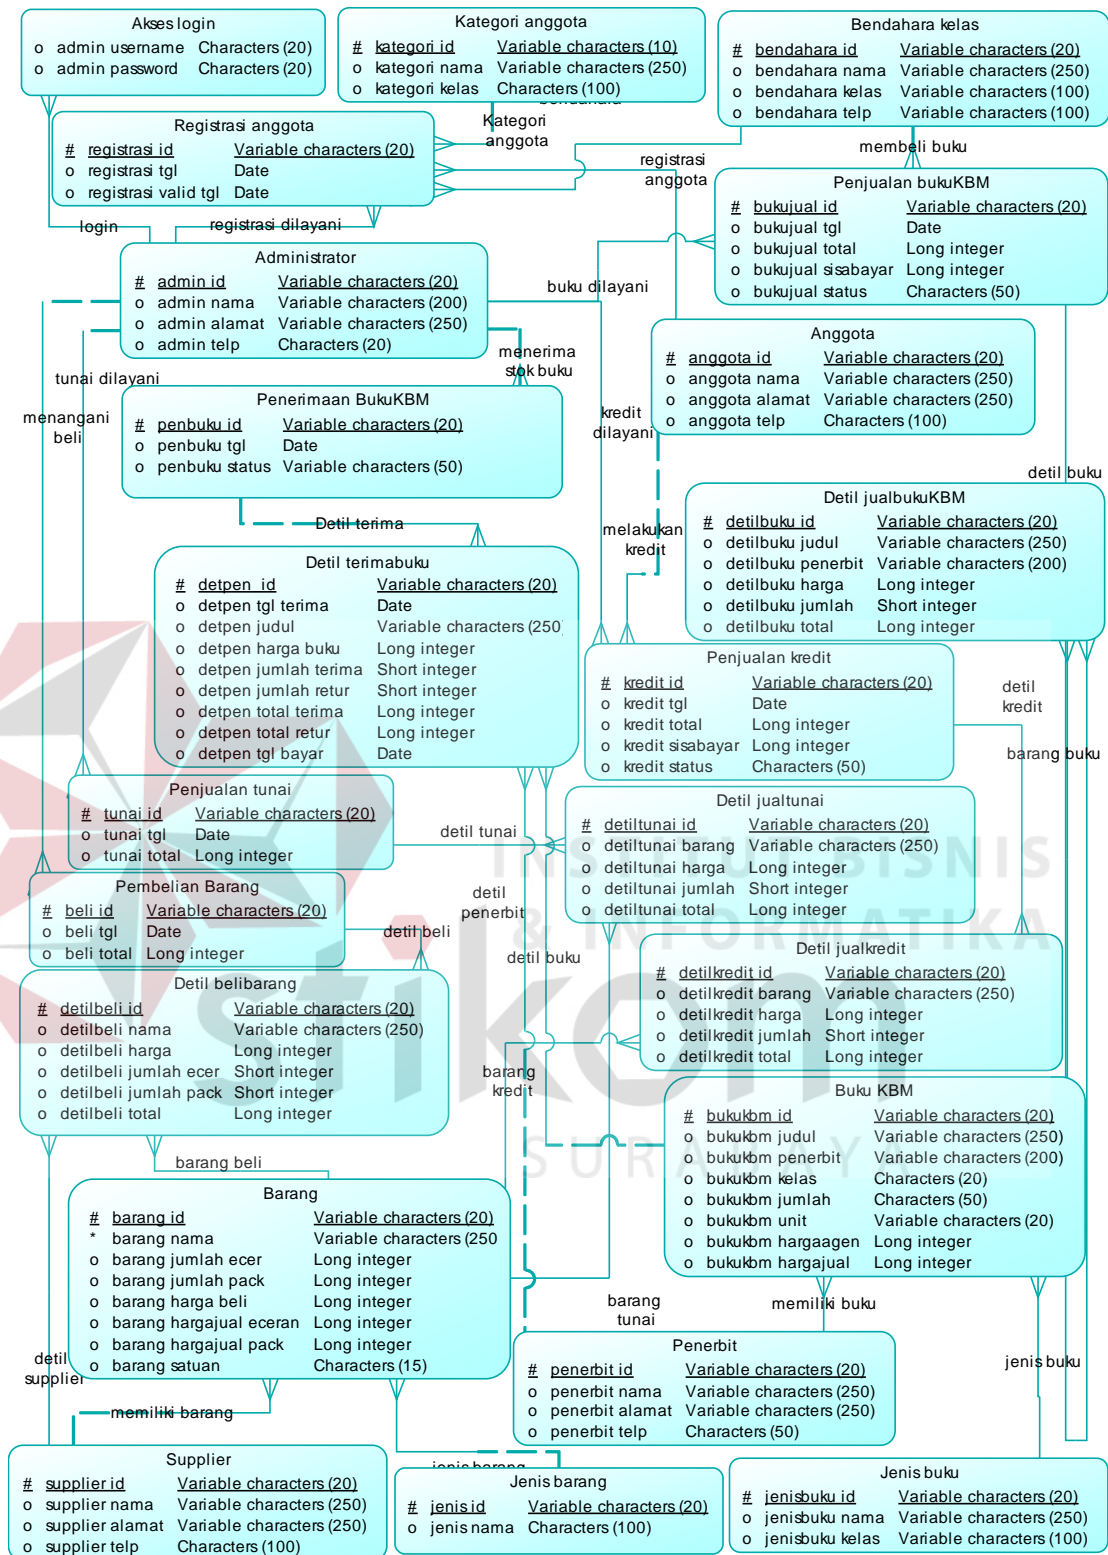 Akses login
o admin username Characters (20)
o admin password Characters (20)
Kategori anggota
# kategori id Variable characters (10)
o kategori nama Variable characters (250)
o kategori kelas Characters (100)
Bendahara kelas
# bendahara id Variable characters (20)
o bendahara nama Variable characters (250)
o bendahara kelas Variable characters (100)
o bendahara telp Variable characters (100)
bendahara
Kategori
anggota
Registrasi anggota
# registrasi id Variable characters (20)
o registrasi tgl Date
o registrasi valid tgl Date
membeli buku
registrasi
anggota
Penjualan bukuKBM
# bukujual id Variable characters (20)
o bukujual tgl Date
o bukujual total Long integer
o bukujual sisabayar Long integer
o bukujual status Characters (50)
login
registrasi dilayani
Administrator
# admin id Variable characters (20)
o admin nama Variable characters (200)
o admin alamat Variable characters (250)
o admin telp Characters (20)
buku dilayani
Anggota
# anggota id Variable characters (20)
o anggota nama Variable characters (250)
o anggota alamat Variable characters (250)
o anggota telp Characters (100)
menerima
stok buku
tunai dilayani
menangani
beli
Penerimaan BukuKBM
# penbuku id Variable characters (20)
o penbuku tgl Date
o penbuku status Variable characters (50)
kredit
dilayani
detil buku
Detil jualbukuKBM
# detilbuku id Variable characters (20)
o detilbuku judul Variable characters (250)
o detilbuku penerbit Variable characters (200)
o detilbuku harga Long integer
o detilbuku jumlah Short integer
o detilbuku total Long integer
Detil terima
melakukan
kredit
Detil terimabuku
# detpen_id Variable characters (20)
o detpen tgl terima Date
o detpen judul Variable characters (250)
o detpen harga buku Long integer
o detpen jumlah terima Short integer
o detpen jumlah retur Short integer
o detpen total terima Long integer
o detpen total retur Long integer
o detpen tgl bayar Date
Penjualan kredit
# kredit id Variable characters (20)
o kredit tgl Date
o kredit total Long integer
o kredit sisabayar Long integer
o kredit status Characters (50)
detil
kredit
barang buku
Penjualan tunai
# tunai id Variable characters (20)
o tunai tgl Date
o tunai total Long integer
detil tunai
Detil jualtunai
# detiltunai id Variable characters (20)
o detiltunai barang Variable characters (250)
o detiltunai harga Long integer
o detiltunai jumlah Short integer
o detiltunai total Long integer
INSTITUT BISNIS
& INFORMATIKA
stikom
SURABAYA
Pembelian Barang
# beli id Variable characters (20)
o beli tgl Date
o beli total Long integer
detil
penerbit
detil beli
detil buku
Detil jualkredit
# detilkredit id Variable characters (20)
o detilkredit barang Variable characters (250)
o detilkredit harga Long integer
o detilkredit jumlah Short integer
o detilkredit total Long integer
Detil belibarang
# detilbeli id Variable characters (20)
o detilbeli nama Variable characters (250)
o detilbeli harga Long integer
o detilbeli jumlah ecer Short integer
o detilbeli jumlah pack Short integer
o detilbeli total Long integer
barang
kredit
Buku KBM
# bukukbm id Variable characters (20)
o bukukbm judul Variable characters (250)
o bukukbm penerbit Variable characters (200)
o bukukbm kelas Characters (20)
o bukukbm jumlah Characters (50)
o bukukbm unit Variable characters (20)
o bukukbm hargaagen Long integer
o bukukbm hargajual Long integer
barang beli
Barang
# barang id Variable characters (20)
* barang nama Variable characters (250
o barang jumlah ecer Long integer
o barang jumlah pack Long integer
o barang harga beli Long integer
o barang hargajual eceran Long integer
o barang hargajual pack Long integer
o barang satuan Characters (15)
barang
tunai
memiliki buku
detil
supplier
Penerbit
# penerbit id Variable characters (20)
o penerbit nama Variable characters (250)
o penerbit alamat Variable characters (250)
o penerbit telp Characters (50)
jenis buku
memiliki barang
Supplier
# supplier id Variable characters (20)
o supplier nama Variable characters (250)
o supplier alamat Variable characters (250)
o supplier telp Characters (100)
jenis barang
Jenis barang
# jenis id Variable characters (20)
o jenis nama Characters (100)
Jenis buku
# jenisbuku id Variable characters (20)
o jenisbuku nama Variable characters (250)
o jenisbuku kelas Variable characters (100)